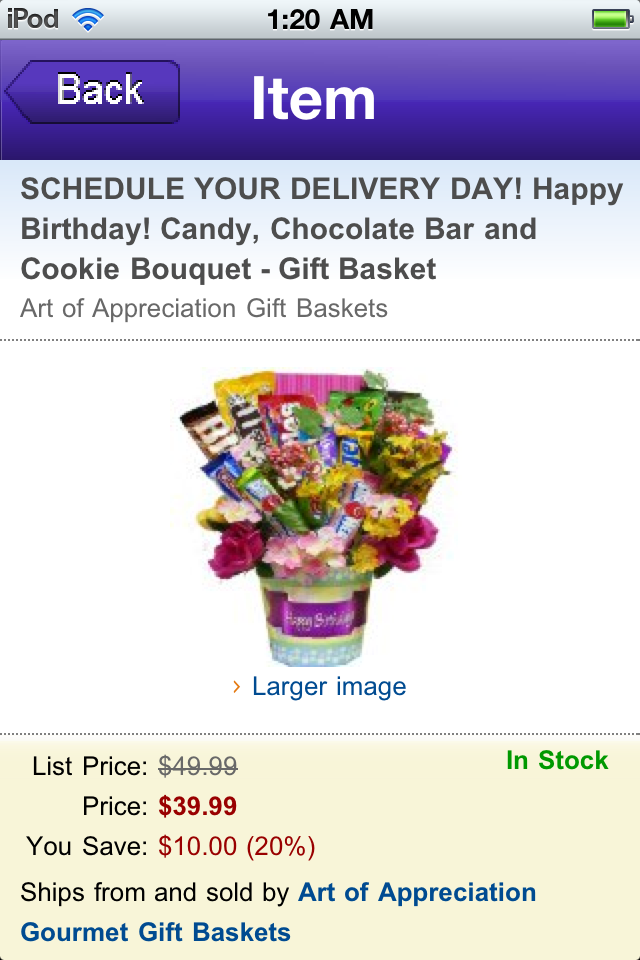 iPod 1:20 AM
Back
Item
SCHEDULE YOUR DELIVERY DAY! Happy
Birthday! Candy, Chocolate Bar and
Cookie Bouquet - Gift Basket
Art of Appreciation Gift Baskets
Happy Birthday
› Larger image
List Price: $49.99
In Stock
Price: $39.99
You Save: $10.00 (20%)
Ships from and sold by Art of Appreciation
Gourmet Gift Baskets